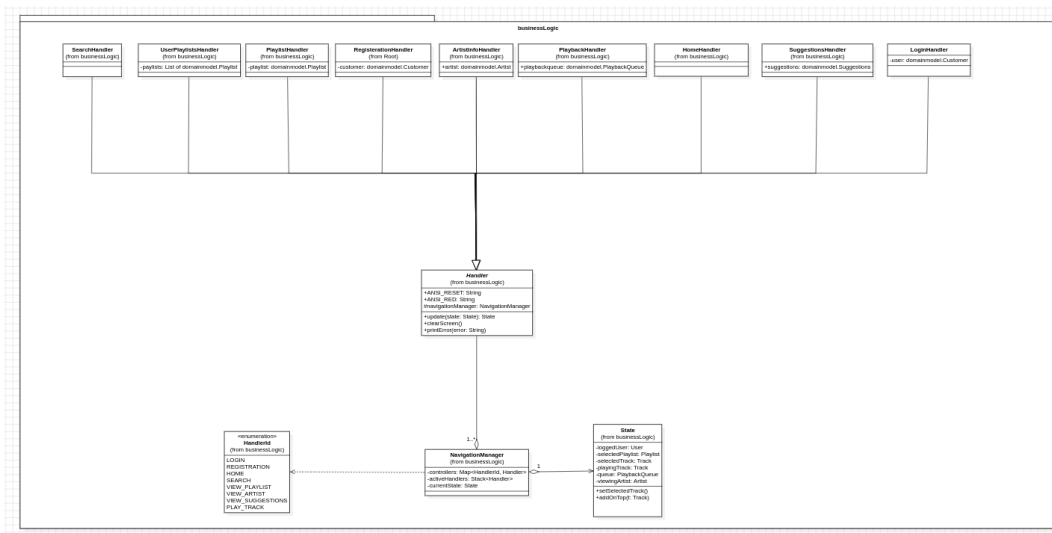 businessLogic
SearchHandler
(from businessLogic)
UserPlaylistsHandler
(from businessLogic)
-paylists: List of domainmodel.Playlist
PlaylistHandler
(from businessLogic)
-playlist: domainmodel.Playlist
RegisterationHandler
(from Root)
-customer: domainmodel.Customer
ArtistInfoHandler
(from businessLogic)
+artist: domainmodel.Artist
PlaybackHandler
(from businessLogic)
+playbackqueue: domainmodel.PlaybackQueue
HomeHandler
(from businessLogic)
SuggestionsHandler
(from businessLogic)
+suggestions: domainmodel.Suggestions
LoginHandler
-user: domainmodel.Customer
Handler
(from businessLogic)
+ANSI_RESET: String
+ANSI_RED: String
#navigationManager: NavigationManager
+update(state: State): State
+clearScreen()
+printError(error: String)
«enumeration»
HandlerId
(from businessLogic)
LOGIN
REGISTRATION
HOME
SEARCH
VIEW_PLAYLIST
VIEW_ARTIST
VIEW_SUGGESTIONS
PLAY_TRACK
1..*
NavigationManager
(from businessLogic)
-controllers: Map<HandlerId, Handler>
-activeHandlers: Stack<Handler>
-currentState: State
1
State
(from businessLogic)
-loggedUser: User
-selectedPlaylist: Playlist
-selectedTrack: Track
-playingTrack: Track
-queue: PlaybackQueue
-viewingArtist: Artist
+setSelectedTrack()
+addOnTop(t: Track)